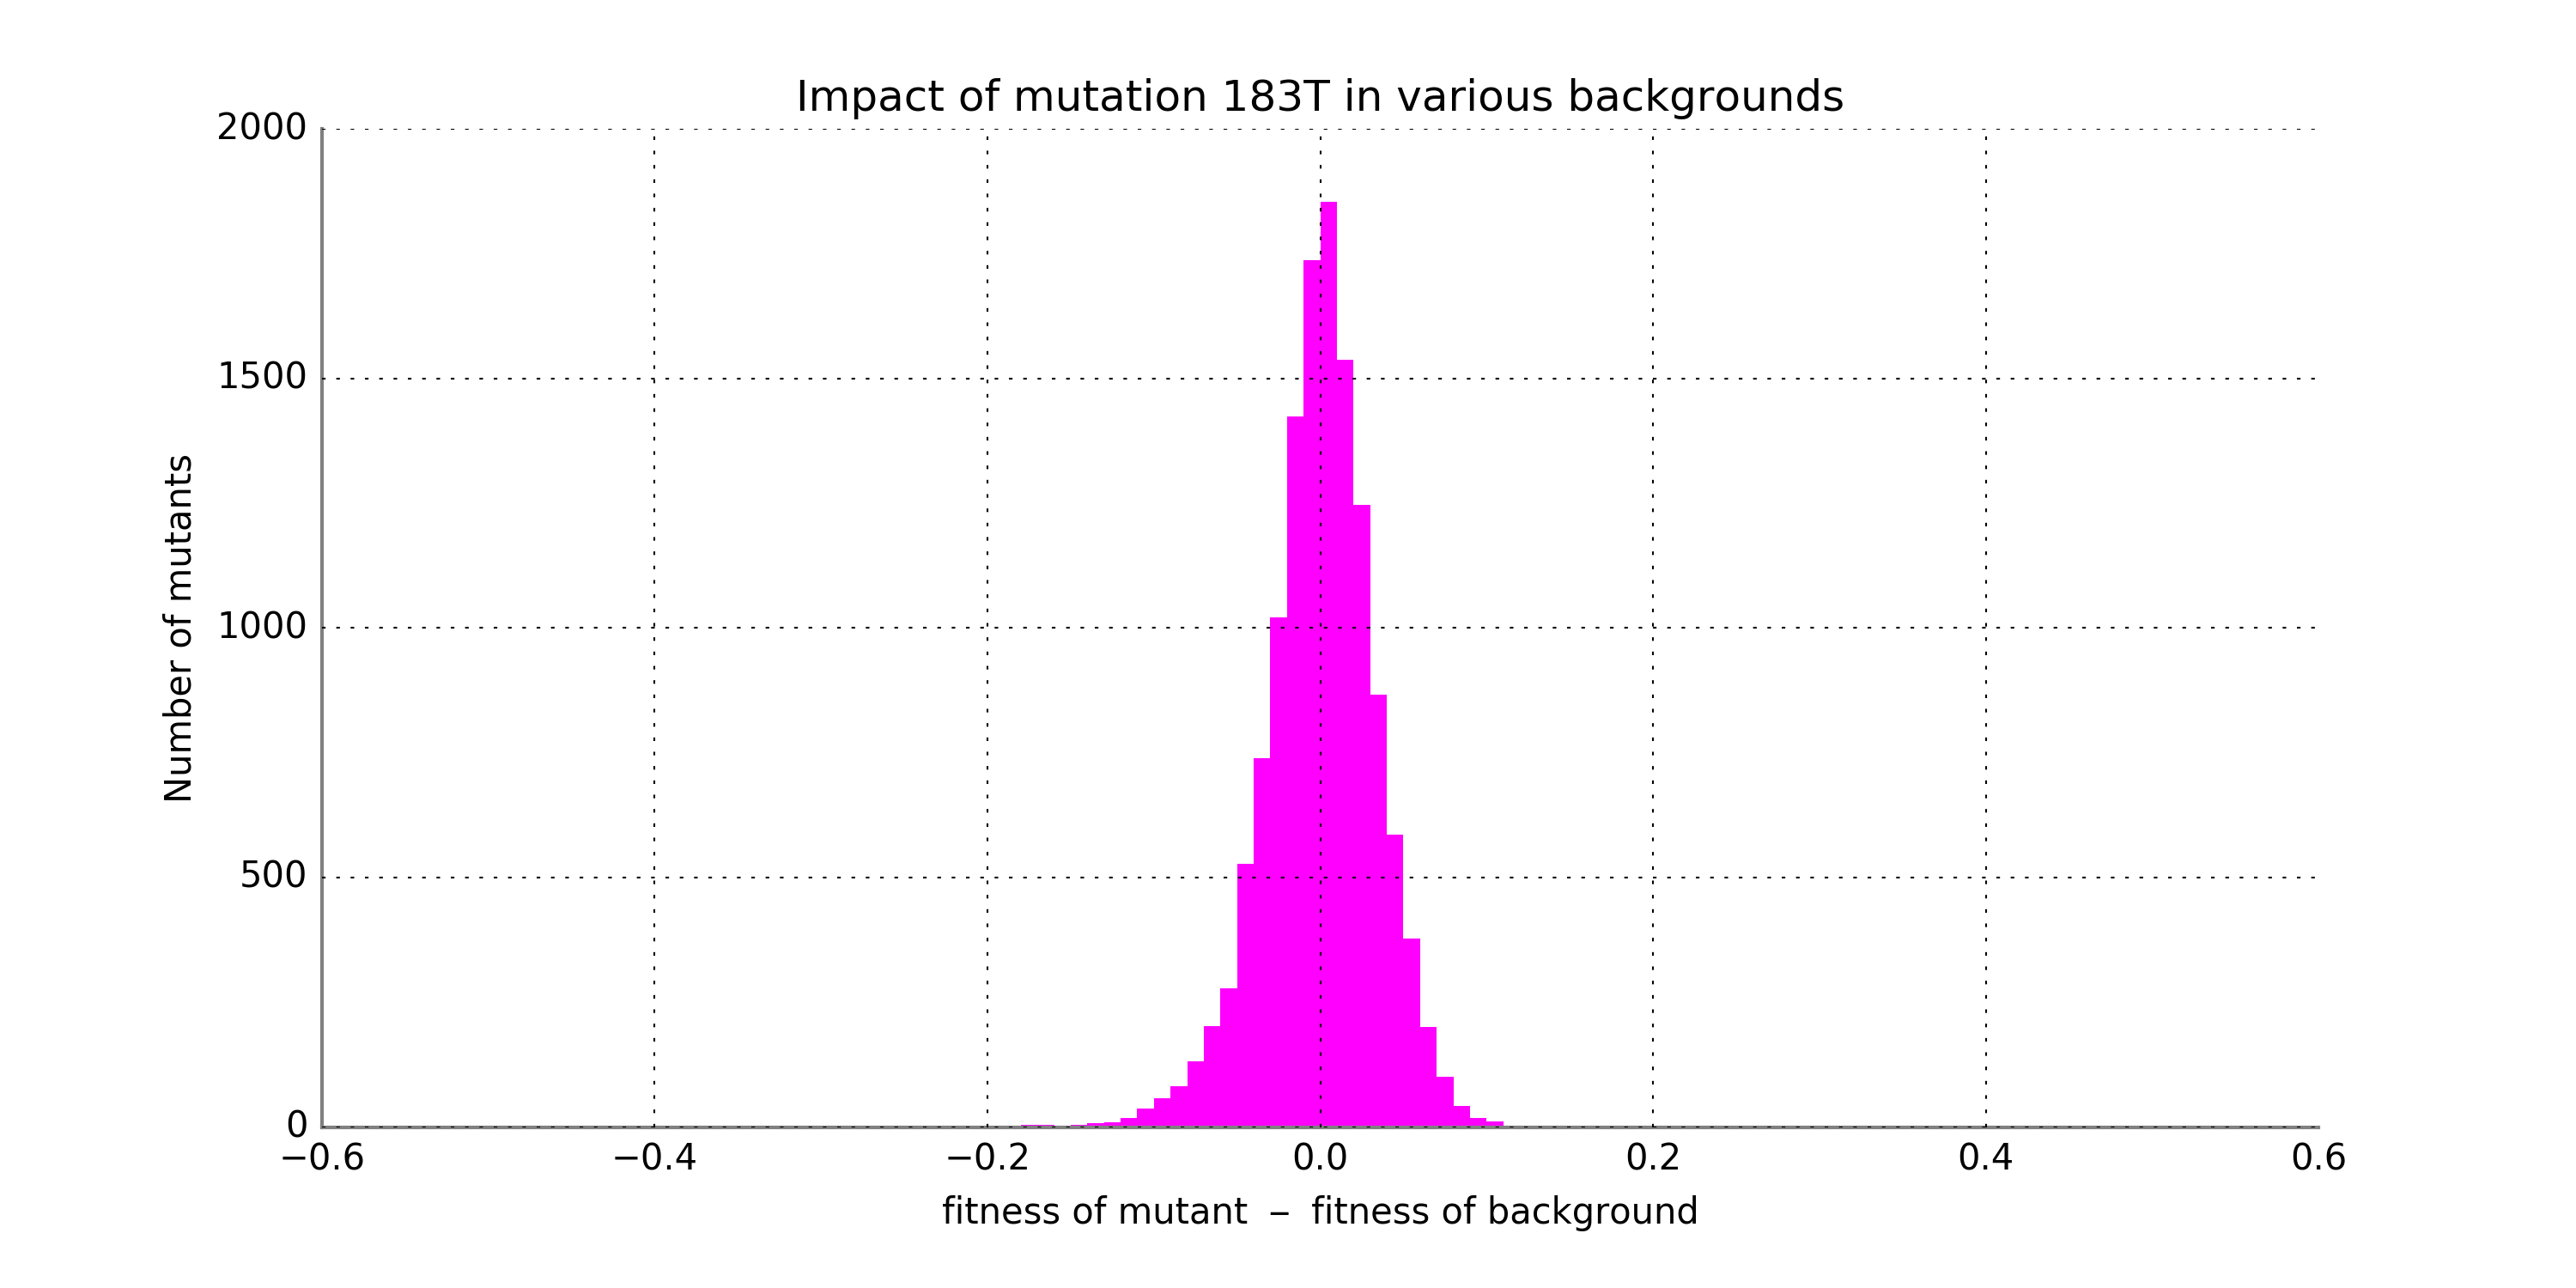 Impact of mutation 183T in various backgrounds
2000
1500
1000
500
0
Number of mutants
−0.6 −0.4 −0.2 0.0 0.2 0.4 0.6
fitness of mutant − fitness of background